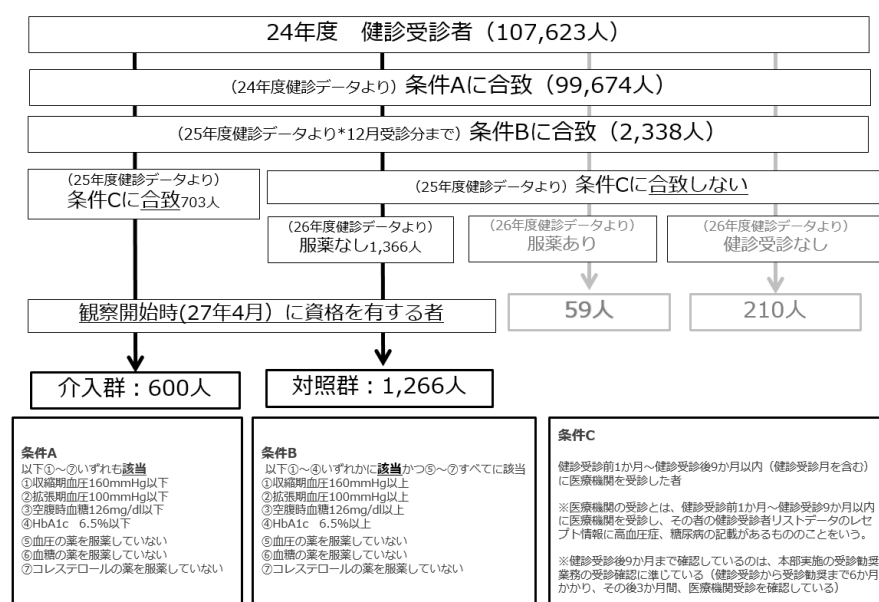 24年度　健診受診者（107,623人）
（24年度健診データより）条件Aに合致（99,674人）
（25年度健診データより*12月受診分まで）条件Bに合致（2,338人）
（25年度健診データより）
条件Cに合致703人
（25年度健診データより）条件Cに合致しない
（26年度健診データより）
服薬なし1,366人
（26年度健診データより）
服薬あり
（26年度健診データより）
健診受診なし
観察開始時(27年4月）に資格を有する者
59人
210人
介入群：600人
対照群：1,266人
条件A
以下①～⑦いずれも該当
①収縮期血圧160mmHg以下
②拡張期血圧100mmHg以下
③空腹時血糖126mg/dl以下
④HbA1c　6.5%以下
⑤血圧の薬を服薬していない
⑥血糖の薬を服薬していない
⑦コレステロールの薬を服薬していない
条件B
以下①～④いずれかに該当かつ⑤～⑦すべてに該当
①収縮期血圧160mmHg以上
②拡張期血圧100mmHg以上
③空腹時血糖126mg/dl以上
④HbA1c　6.5%以上
⑤血圧の薬を服薬していない
⑥血糖の薬を服薬していない
⑦コレステロールの薬を服薬していない
条件C
健診受診前1か月～健診受診後9か月以内（健診受診月を含む）
に医療機関を受診した者
※医療機関の受診とは、健診受診前1か月～健診受診9か月以内
に医療機関を受診し、その者の健診受診者リストデータのレセ
プト情報に高血圧症、糖尿病の記載があるもののことをいう。
※健診受診後9か月まで確認しているのは、本部実施の受診勧奨
業務の受診確認に準じている（健診受診から受診勧奨まで6か月
かかり、その後3か月間、医療機関受診を確認している）